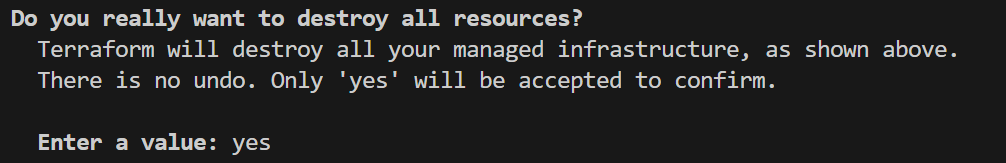 Do you really want to destroy all resources?
Terraform will destroy all your managed infrastructure, as shown above.
There is no undo. Only 'yes' will be accepted to confirm.
Enter a value: yes